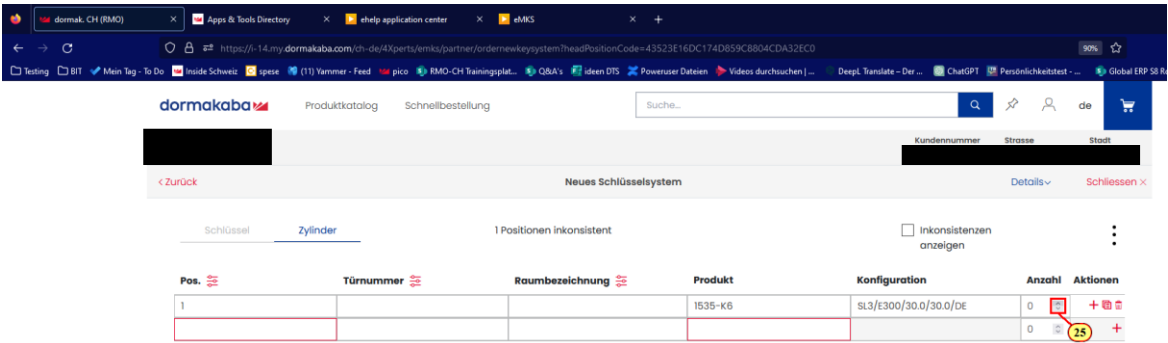 dormak. CH (RMO) × Apps & Tools Directory × ehelp application center × eMKS × +
https://i-14.my.dormakaba.com/ch-de/4Xperts/emks/partner/ordernewkeysystem?headPositionCode=43523E16DC174D859C8804CDA32EC0 90%
Testing BIT Mein Tag - To Do Inside Schweiz spese (11) Yammer - Feed pico RMO-CH Trainingsplat... Q&A's ideen DTS Poweruser Dateien Videos durchsuchen | ... DeepL Translate – Der ... ChatGPT Persönlichkeitstest - ... Global ERP S8 Ro
dormakaba Produktkatalog Schnellbestellung Suche... de
Kundennummer Strasse Stadt
< Zurück Neues Schlüsselsystem Details Schliessen ×
Schlüssel Zylinder 1 Positionen inkonsistent Inkonsistenzen
anzeigen
Pos. Türnummer Raumbezeichnung Produkt Konfiguration Anzahl Aktionen
1 1535-K6 SL3/E300/30.0/30.0/DE 0 +
0 25 +